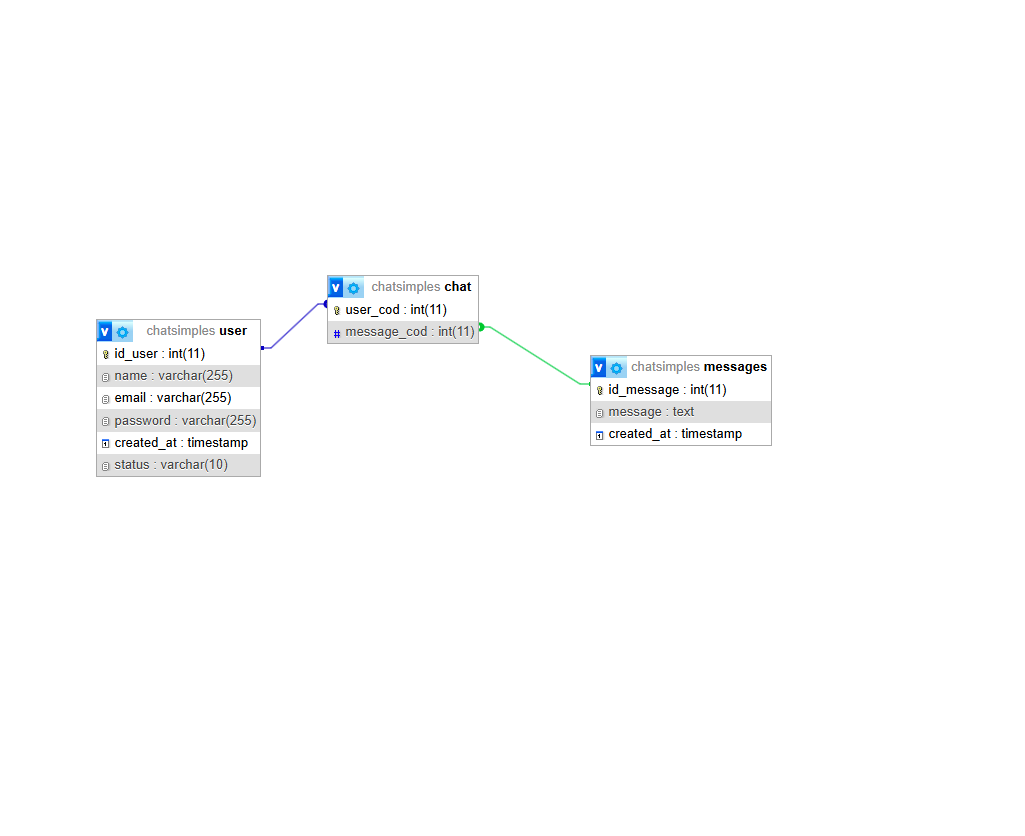 v chatsimples user
id_user : int(11)
name : varchar(255)
email : varchar(255)
password : varchar(255)
created_at : timestamp
status : varchar(10)
v chatsimples chat
user_cod : int(11)
# message_cod : int(11)
v chatsimples messages
id_message : int(11)
message : text
created_at : timestamp